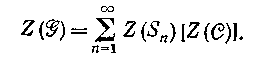 Z(𝒢) = ∑_{n=1}^{∞} Z(S_n)[Z(𝒞)].